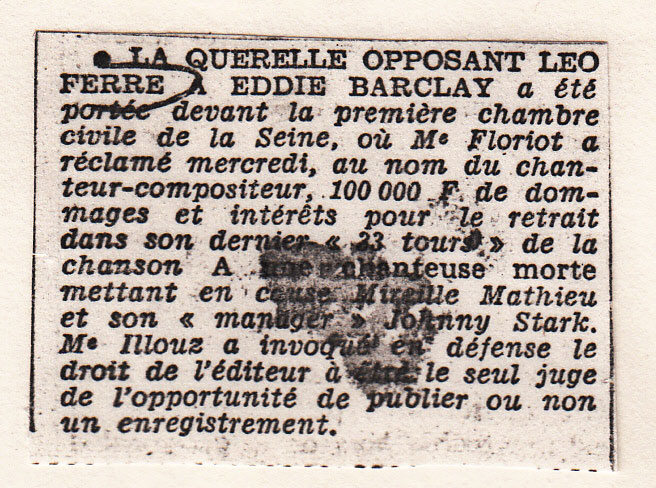 ● LA QUERELLE OPPOSANT LEO
FERRE A EDDIE BARCLAY a été
portée devant la première chambre
civile de la Seine, où Me Floriot a
réclamé mercredi, au nom du chan-
teur-compositeur, 100 000 F de dom-
mages et intérêts pour le retrait
dans son dernier « 33 tours » de la
chanson A une chanteuse morte
mettant en cause Mireille Mathieu
et son « manager » Johnny Stark.
Me Illouz a invoqué en défense le
droit de l'éditeur à être le seul juge
de l'opportunité de publier ou non
un enregistrement.